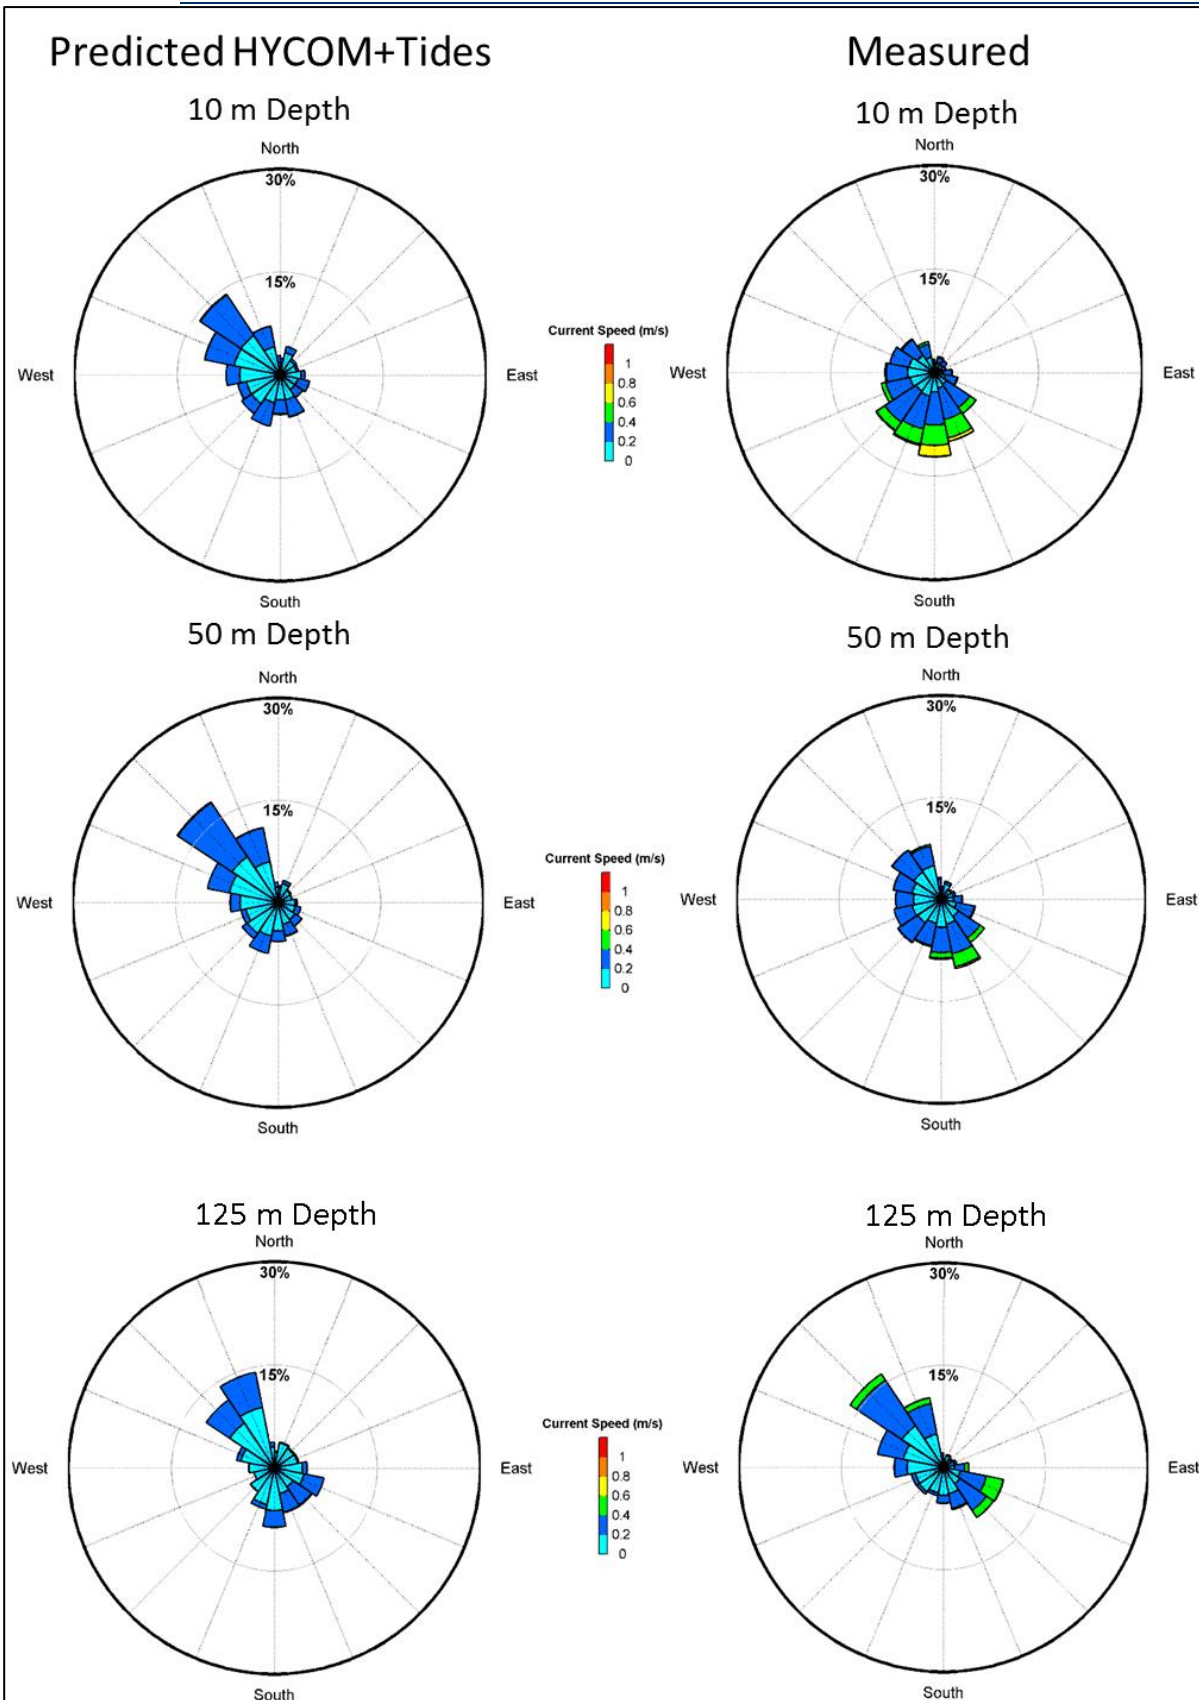 Predicted HYCOM+Tides
Measured
10 m Depth
10 m Depth
North
30%
15%
West
East
South
Current Speed (m/s)
1
0.8
0.6
0.4
0.2
0
North
30%
15%
West
East
South
50 m Depth
50 m Depth
North
30%
15%
West
East
South
Current Speed (m/s)
1
0.8
0.6
0.4
0.2
0
North
30%
15%
West
East
South
125 m Depth
125 m Depth
North
30%
15%
West
East
South
Current Speed (m/s)
1
0.8
0.6
0.4
0.2
0
North
30%
15%
West
East
South